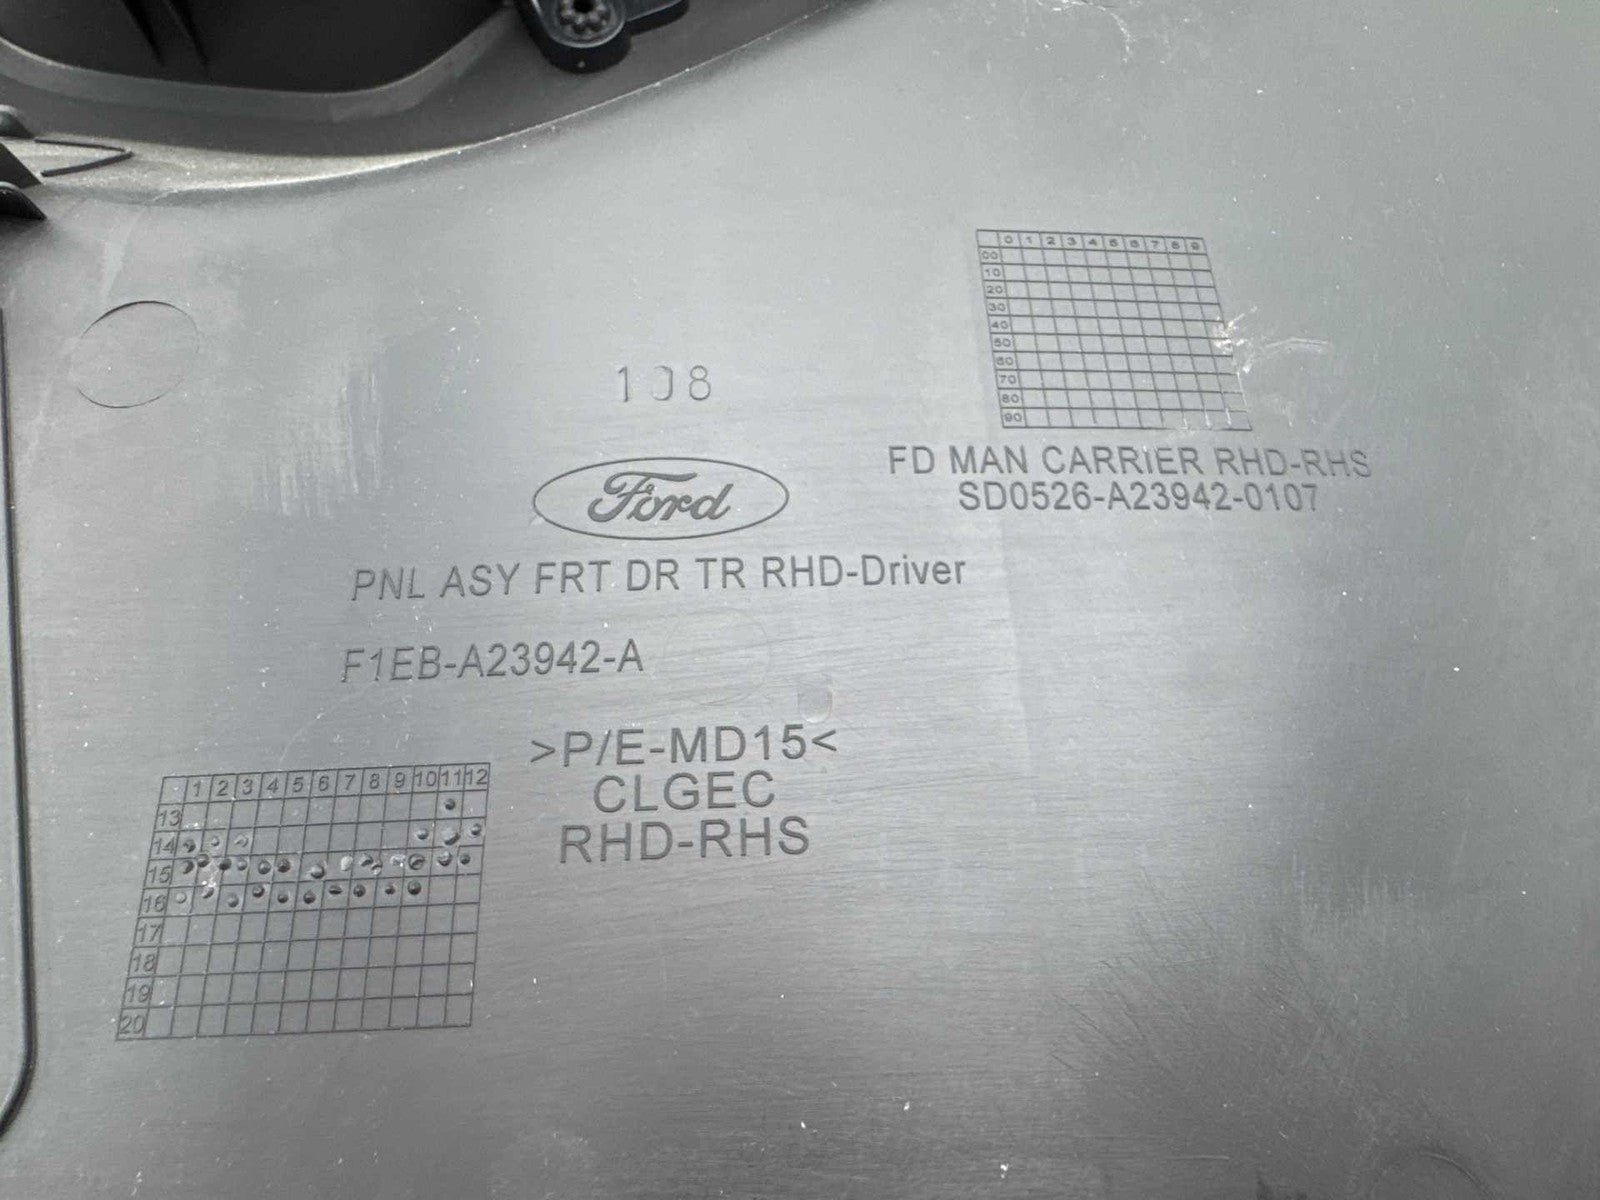 0 1 2 3 4 5 6 7 8 9
00
10
20
30
40
50
60
70
80
90
108
Ford
FD MAN CARRIER RHD-RHS
SD0526-A23942-0107
PNL ASY FRT DR TR RHD-Driver
F1EB-A23942-A
>P/E-MD15<
CLGEC
RHD-RHS
1 2 3 4 5 6 7 8 9 10 11 12
13
14
15
16
17
18
19
20